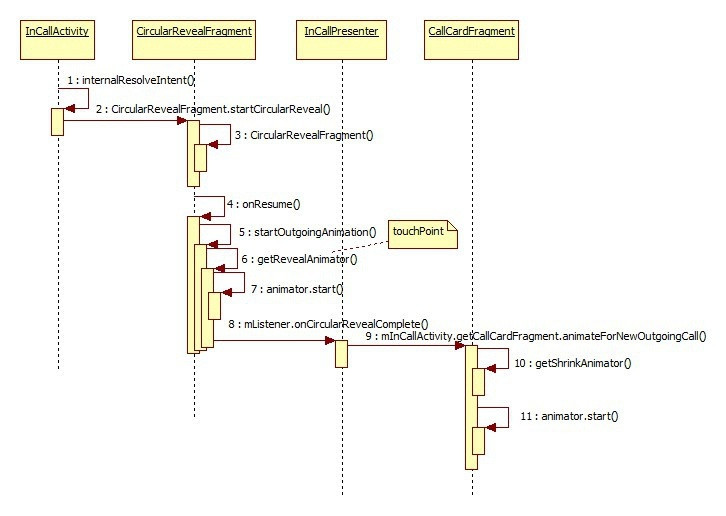 InCallActivity
CircularRevealFragment
InCallPresenter
CallCardFragment
1 : internalResolveIntent()
2 : CircularRevealFragment.startCircularReveal()
3 : CircularRevealFragment()
4 : onResume()
5 : startOutgoingAnimation()
touchPoint
6 : getRevealAnimator()
7 : animator.start()
8 : mListener.onCircularRevealComplete()
9 : mInCallActivity.getCallCardFragment.animateForNewOutgoingCall()
10 : getShrinkAnimator()
11 : animator.start()